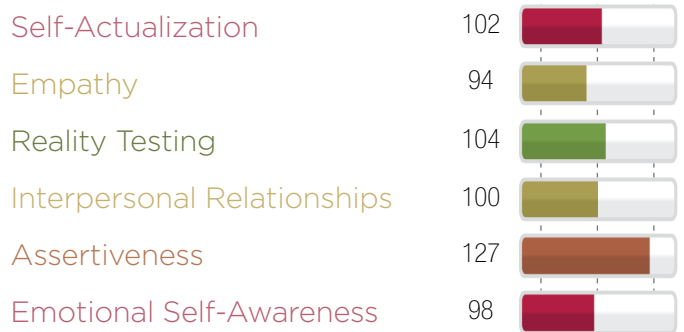 Self-Actualization 102
Empathy 94
Reality Testing 104
Interpersonal Relationships 100
Assertiveness 127
Emotional Self-Awareness 98